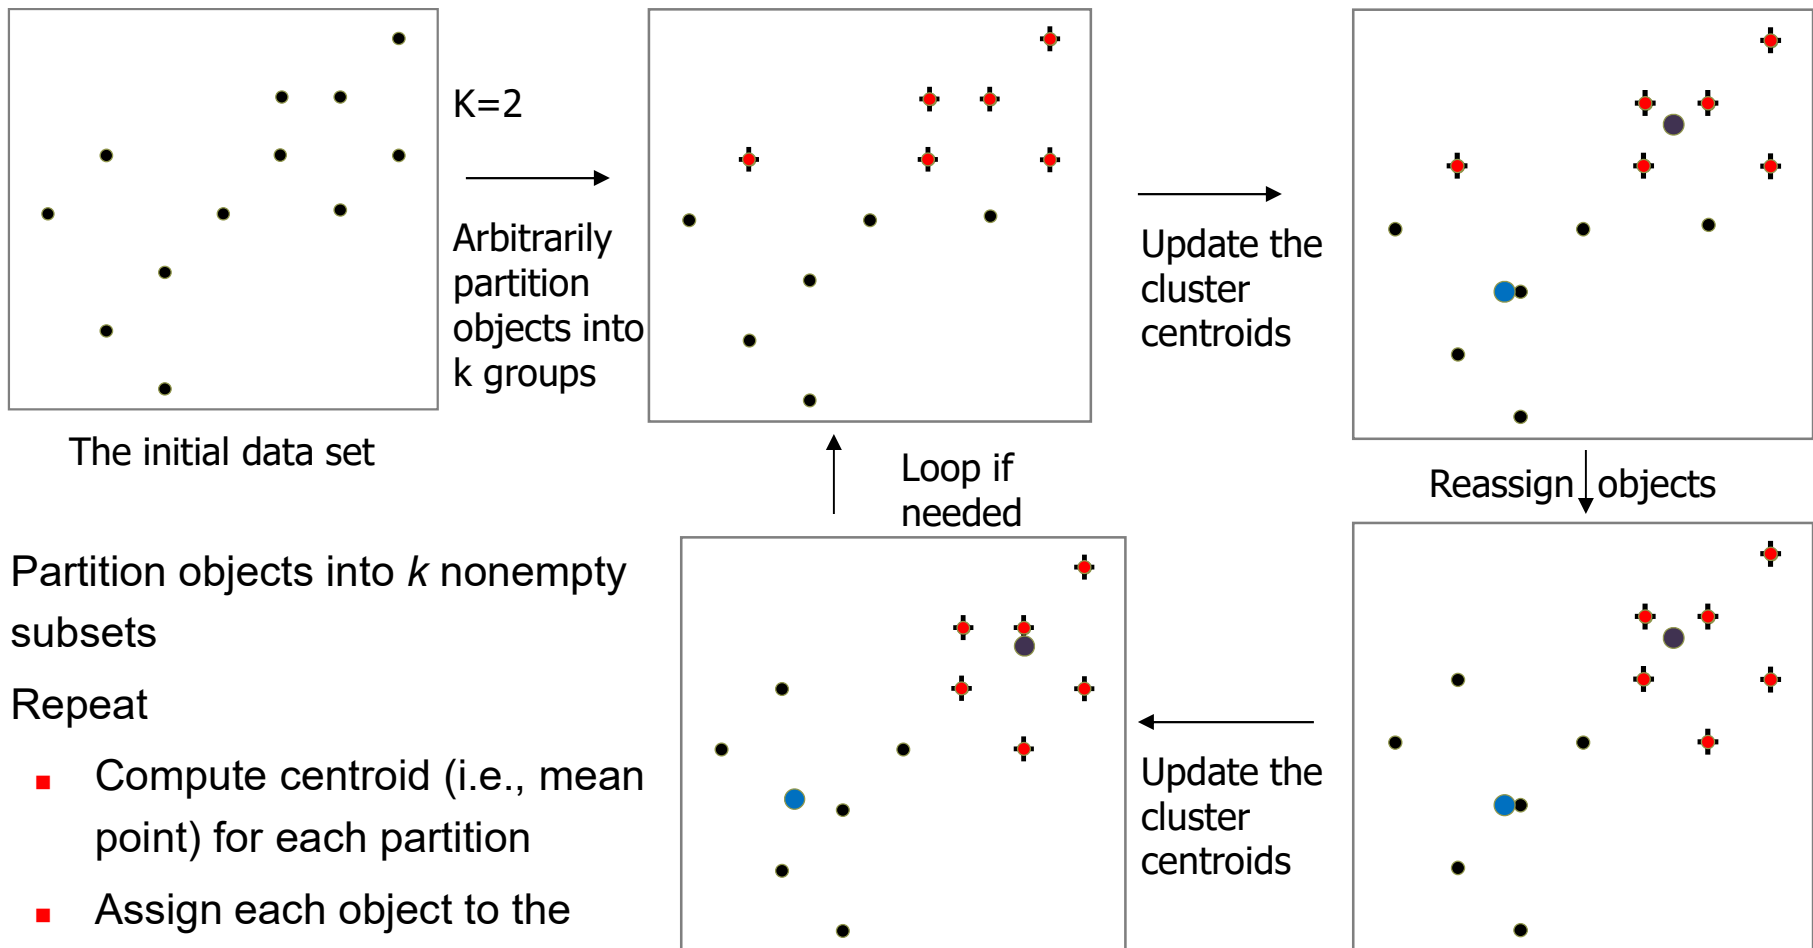 K=2
Arbitrarily
partition
objects into
k groups
Update the
cluster
centroids
The initial data set
Loop if
needed
Reassign objects
Update the
cluster
centroids
Partition objects into k nonempty
subsets
Repeat
Compute centroid (i.e., mean
point) for each partition
Assign each object to the